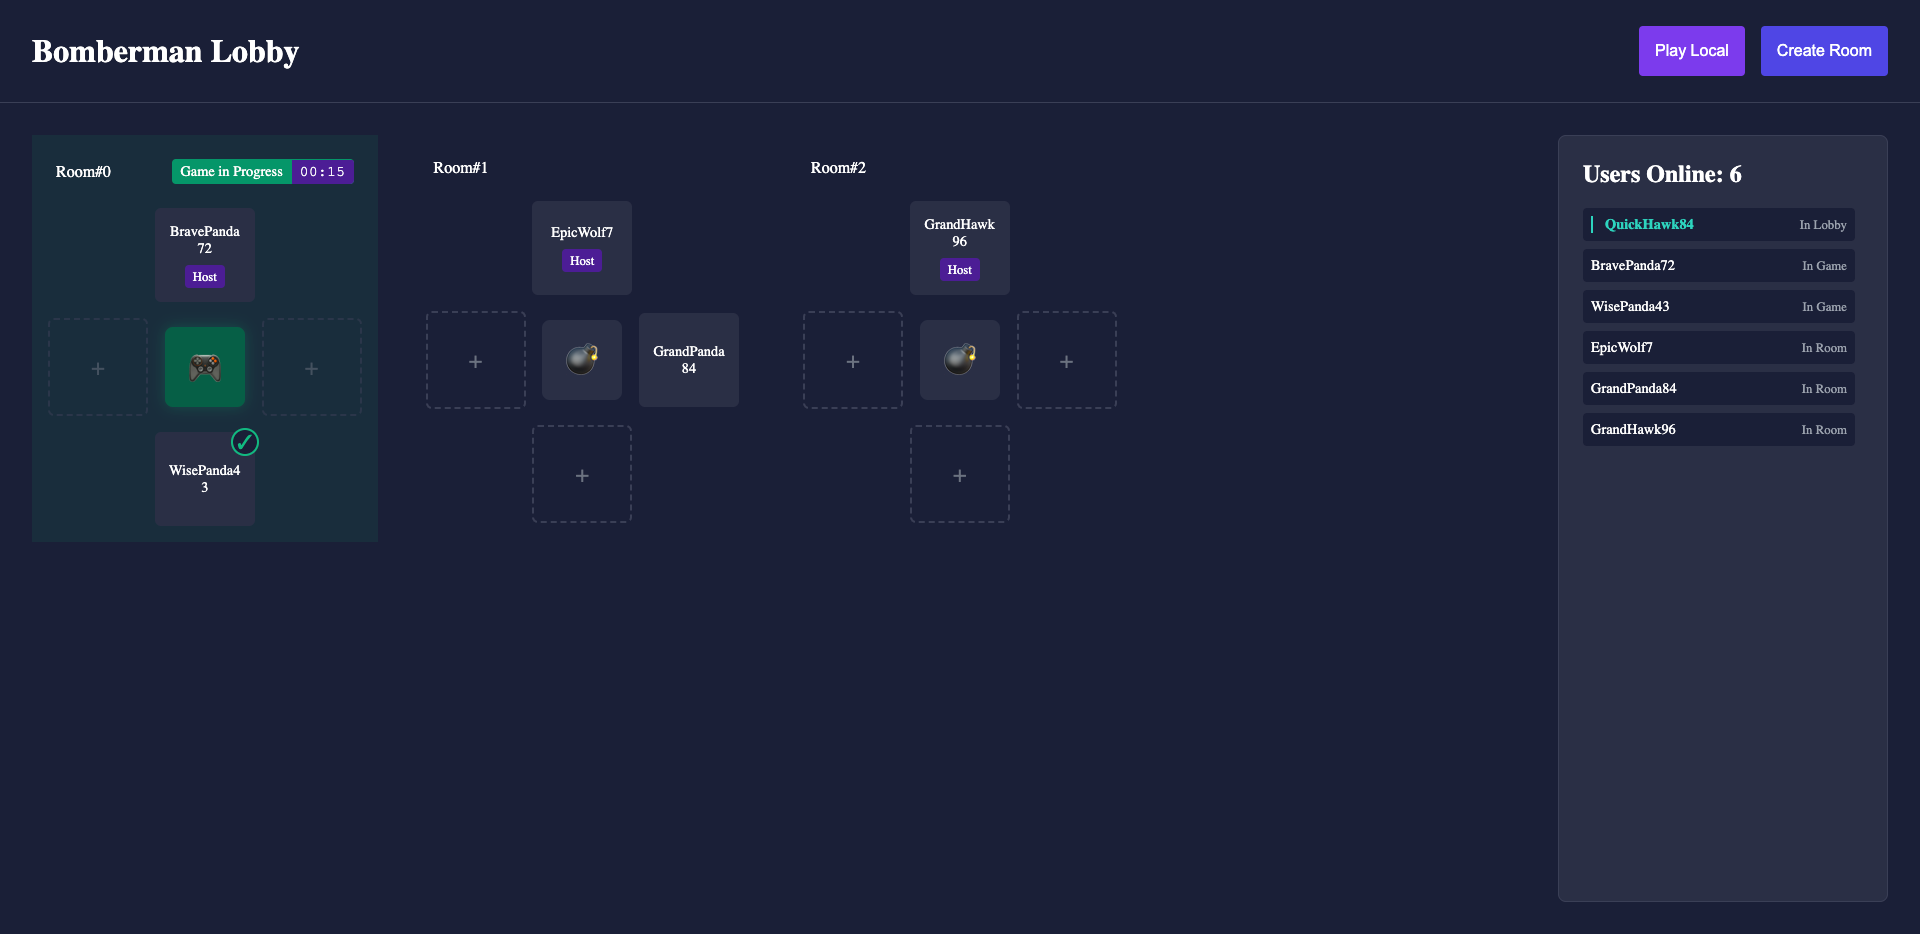 Bomberman Lobby
Play Local
Create Room
Room#0
Game in Progress
00:15
BravePanda
72
Host
+
+
WisePanda4
3
Room#1
EpicWolf7
Host
+
GrandPanda
84
+
Room#2
GrandHawk
96
Host
+
+
+
Users Online: 6
QuickHawk84 In Lobby
BravePanda72 In Game
WisePanda43 In Game
EpicWolf7 In Room
GrandPanda84 In Room
GrandHawk96 In Room